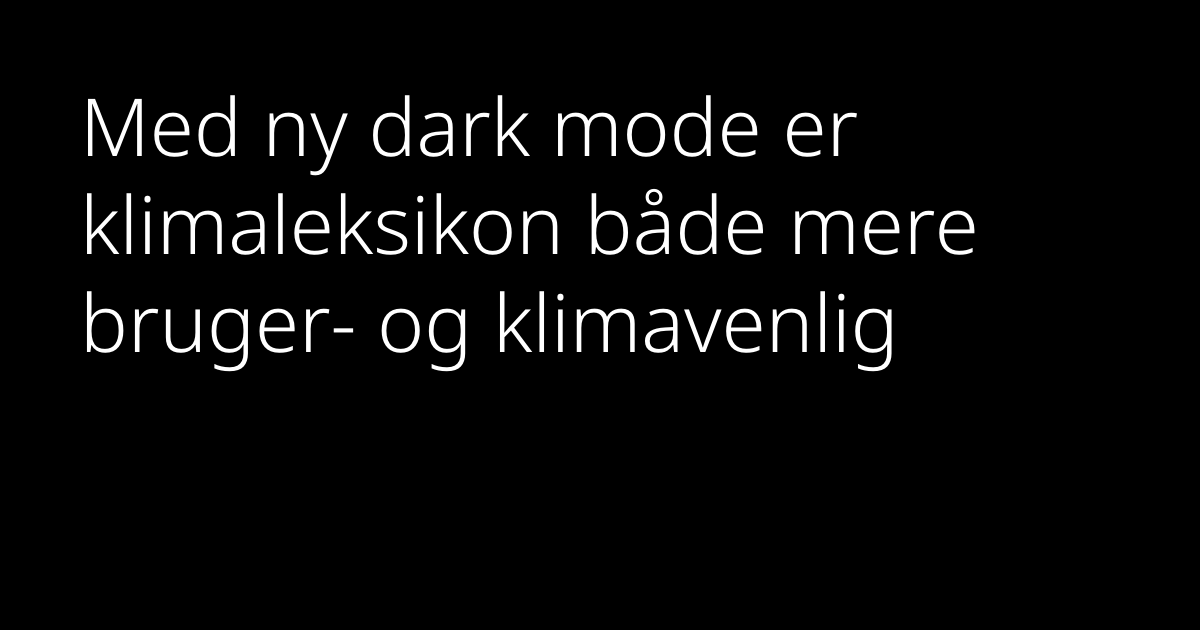 Med ny dark mode er
klimaleksikon både mere
bruger- og klimavenlig